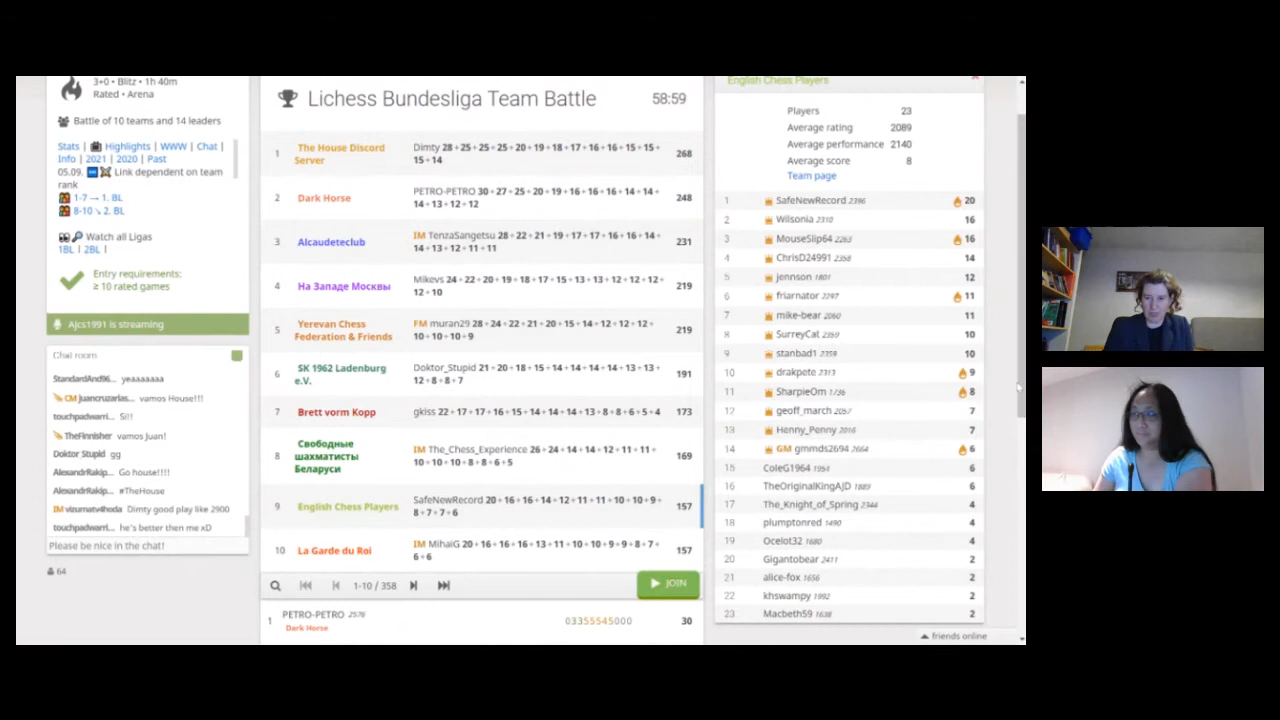 3+0 • Blitz • 1h 40m
Rated • Arena
Battle of 10 teams and 14 leaders
Stats | Highlights | WWW | Chat |
Info | 2021 | 2020 | Past
05.09. Link dependent on team
rank
1-7 → 1. BL
8-10 ↘ 2. BL
Watch all Ligas
1BL | 2BL |
Entry requirements:
≥ 10 rated games
Ajcs1991 is streaming
Chat room
StandardAnd96... yeaaaaaa
CM juancruzarias... vamos House!!!
touchpadwarri... Si!!
TheFinnisher vamos Juan!
Doktor_Stupid gg
AlexandrRakip... Go house!!!!
AlexandrRakip... #TheHouse
IM vizumatv4heda Dimty good play like 2900
touchpadwarri... he's better then me xD
Please be nice in the chat!
64
Lichess Bundesliga Team Battle 58:59
1 The House Discord Server Dimty 28+25+25+25+20+19+18+17+16+16+15+15+15+14 268
2 Dark Horse PETRO-PETRO 30+27+25+20+19+16+16+16+14+14+14+13+12+12 248
3 Alcaudeteclub IM TenzaSangetsu 28+22+21+19+17+17+16+16+14+14+13+12+11+11 231
4 На Западе Москвы Mikevs 24+22+20+19+18+17+15+13+13+12+12+12+12+10 219
5 Yerevan Chess Federation & Friends FM muran29 28+24+22+21+20+15+14+12+12+12+10+10+10+9 219
6 SK 1962 Ladenburg e.V. Doktor_Stupid 21+20+18+15+14+14+14+14+13+13+12+8+8+7 191
7 Brett vorm Kopp gkiss 22+17+17+16+15+14+14+14+13+8+8+6+5+4 173
8 Свободные шахматисты Беларуси IM The_Chess_Experience 26+24+14+14+12+11+11+10+10+10+8+8+6+5 169
9 English Chess Players SafeNewRecord 20+16+16+14+12+11+11+10+10+9+8+7+7+6 157
10 La Garde du Roi IM MihaiG 20+16+16+16+13+11+10+10+9+9+8+7+6+6 157
1-10 / 358 JOIN
1 PETRO-PETRO 2576 03355545000 30
Dark Horse
English Chess Players
Players 23
Average rating 2089
Average performance 2140
Average score 8
Team page
1 SafeNewRecord 2396 20
2 Wilsonia 2310 16
3 MouseSlip64 2263 16
4 ChrisD24991 2358 14
5 jennson 1801 12
6 friarnator 2297 11
7 mike-bear 2060 11
8 SurreyCat 2359 10
9 stanbad1 2359 10
10 drakpete 2313 9
11 SharpieOm 1736 8
12 geoff_march 2057 7
13 Henny_Penny 2016 7
14 GM gmmds2694 2664 6
15 ColeG1964 1951 6
16 TheOriginalKingAJD 1889 6
17 The_Knight_of_Spring 2344 4
18 plumptonred 1490 4
19 Ocelot32 1680 4
20 Gigantobear 2411 2
21 alice-fox 1656 2
22 khswampy 1992 2
23 Macbeth59 1638 2
friends online